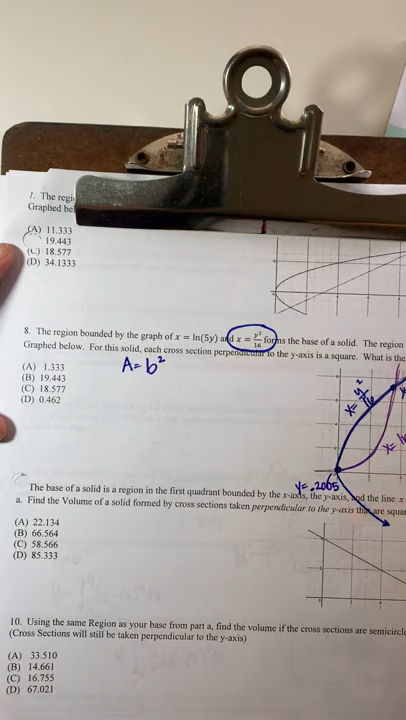 7. The regi
Graphed bel
(A) 11.333
19.443
(C) 18.577
(D) 34.1333
8. The region bounded by the graph of x = ln(5y) and x = y²/16 forms the base of a solid. The region
Graphed below. For this solid, each cross section perpendicular to the y-axis is a square. What is the
A = b²
(A) 1.333
(B) 19.443
(C) 18.577
(D) 0.462
x = y²/16
x = l
y = .2005
The base of a solid is a region in the first quadrant bounded by the x-axis, the y-axis, and the line x
a. Find the Volume of a solid formed by cross sections taken perpendicular to the y-axis that are squar
(A) 22.134
(B) 66.564
(C) 58.566
(D) 85.333
10. Using the same Region as your base from part a, find the volume if the cross sections are semicircle
(Cross Sections will still be taken perpendicular to the y-axis)
(A) 33.510
(B) 14.661
(C) 16.755
(D) 67.021